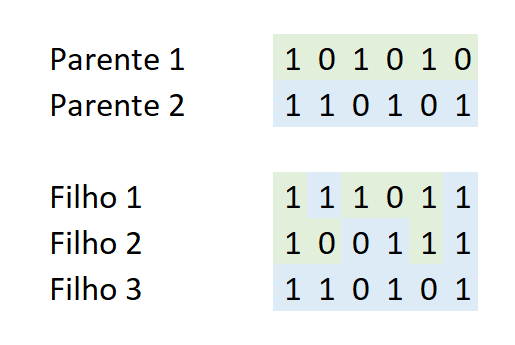 Parente 1 1 0 1 0 1 0
Parente 2 1 1 0 1 0 1
Filho 1 1 1 1 0 1 1
Filho 2 1 0 0 1 1 1
Filho 3 1 1 0 1 0 1